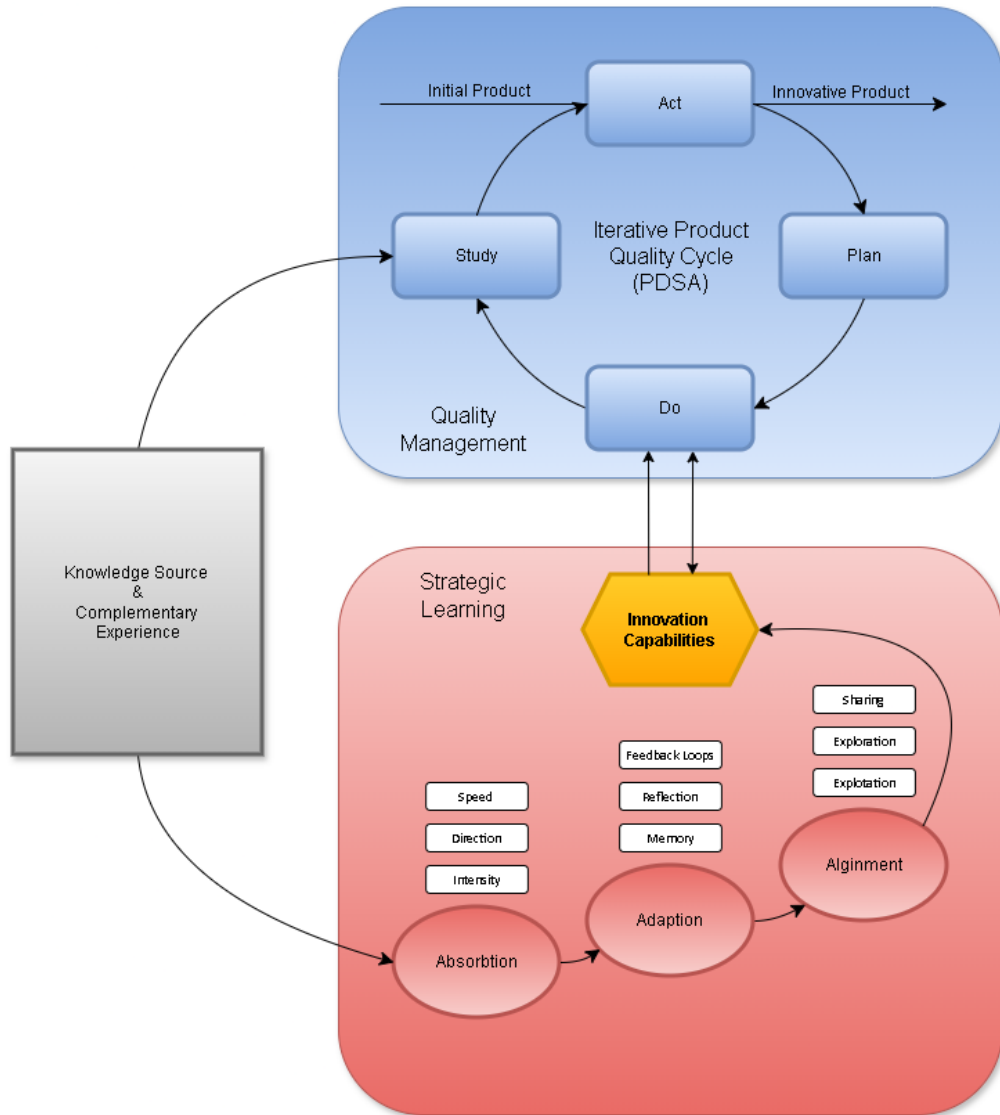 Initial Product
Act
Innovative Product
Study
Iterative Product
Quality Cycle
(PDSA)
Plan
Do
Quality
Management
Knowledge Source
&
Complementary
Experience
Strategic
Learning
Innovation
Capabilities
Sharing
Exploration
Explotation
Feedback Loops
Reflection
Memory
Speed
Direction
Intensity
Alginment
Adaption
Absorbtion